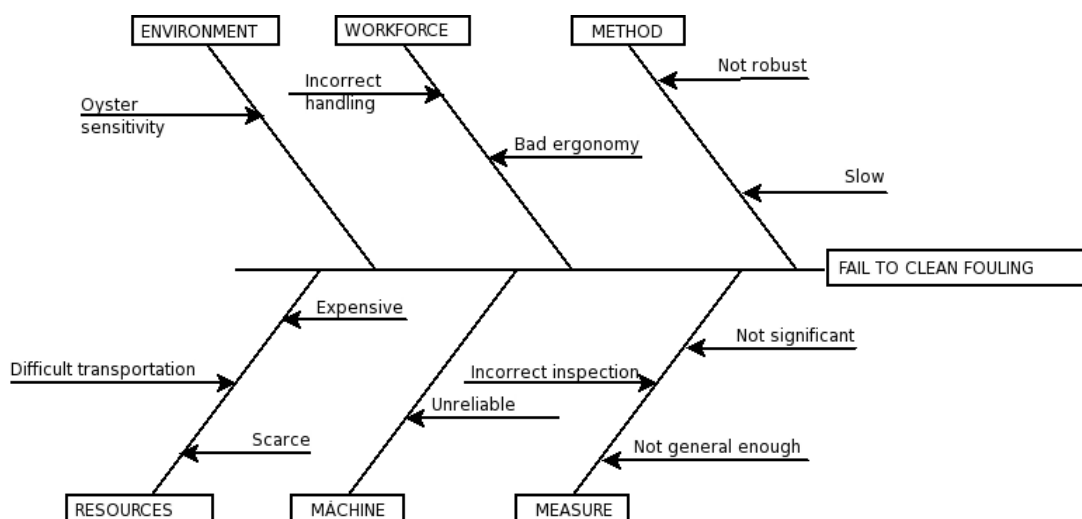 ENVIRONMENT
WORKFORCE
METHOD
Not robust
Incorrect
handling
Oyster
sensitivity
Bad ergonomy
Slow
FAIL TO CLEAN FOULING
Expensive
Not significant
Difficult transportation
Incorrect inspection
Unreliable
Scarce
Not general enough
RESOURCES
MÁCHINE
MEASURE